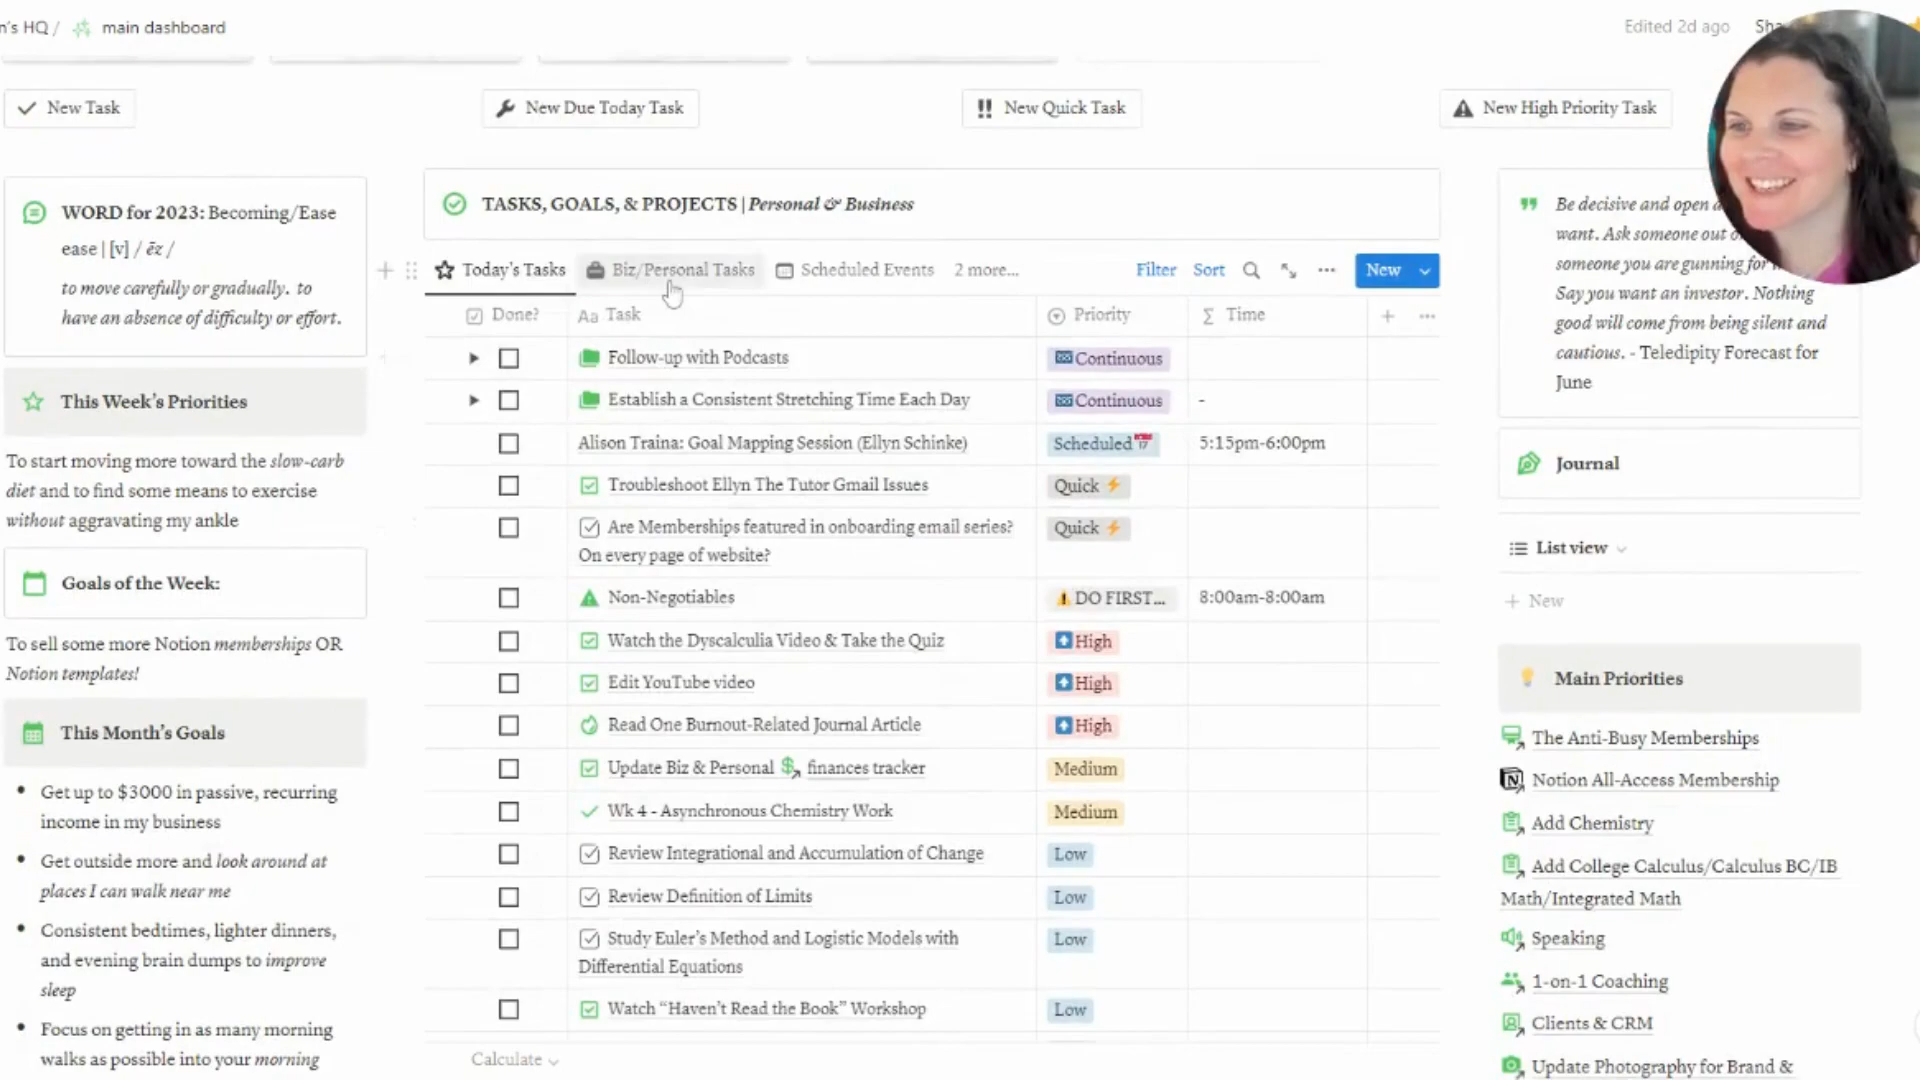 n's HQ / main dashboard
Edited 2d ago
New Task
New Due Today Task
New Quick Task
New High Priority Task
WORD for 2023: Becoming/Ease
ease | [v] / ēz /
to move carefully or gradually. to
have an absence of difficulty or effort.
This Week's Priorities
To start moving more toward the slow-carb
diet and to find some means to exercise
without aggravating my ankle
Goals of the Week:
To sell some more Notion memberships OR
Notion templates!
This Month's Goals
• Get up to $3000 in passive, recurring
income in my business
• Get outside more and look around at
places I can walk near me
• Consistent bedtimes, lighter dinners,
and evening brain dumps to improve
sleep
• Focus on getting in as many morning
walks as possible into your morning
TASKS, GOALS, & PROJECTS | Personal & Business
Today's Tasks Biz/Personal Tasks Scheduled Events 2 more... Filter Sort New
Done? Aa Task Priority Σ Time
Follow-up with Podcasts Continuous
Establish a Consistent Stretching Time Each Day Continuous -
Alison Traina: Goal Mapping Session (Ellyn Schinke) Scheduled 5:15pm-6:00pm
Troubleshoot Ellyn The Tutor Gmail Issues Quick
Are Memberships featured in onboarding email series? Quick
On every page of website?
Non-Negotiables DO FIRST... 8:00am-8:00am
Watch the Dyscalculia Video & Take the Quiz High
Edit YouTube video High
Read One Burnout-Related Journal Article High
Update Biz & Personal finances tracker Medium
Wk 4 - Asynchronous Chemistry Work Medium
Review Integrational and Accumulation of Change Low
Review Definition of Limits Low
Study Euler's Method and Logistic Models with Low
Differential Equations
Watch “Haven't Read the Book” Workshop Low
Calculate
Be decisive and open
want. Ask someone out
someone you are gunning for
Say you want an investor. Nothing
good will come from being silent and
cautious. - Teledipity Forecast for
June
Journal
List view
New
Main Priorities
The Anti-Busy Memberships
Notion All-Access Membership
Add Chemistry
Add College Calculus/Calculus BC/IB
Math/Integrated Math
Speaking
1-on-1 Coaching
Clients & CRM
Update Photography for Brand &